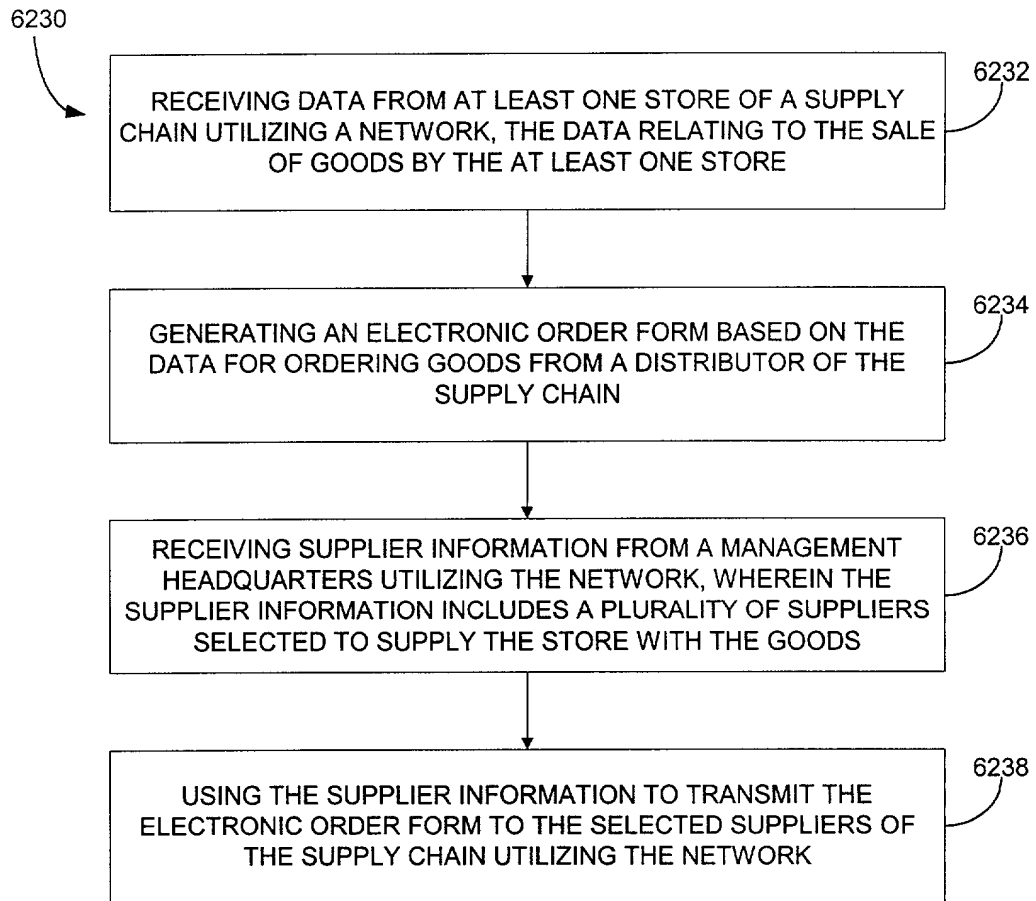 6230
6232
RECEIVING DATA FROM AT LEAST ONE STORE OF A SUPPLY
CHAIN UTILIZING A NETWORK, THE DATA RELATING TO THE SALE
OF GOODS BY THE AT LEAST ONE STORE
6234
GENERATING AN ELECTRONIC ORDER FORM BASED ON THE
DATA FOR ORDERING GOODS FROM A DISTRIBUTOR OF THE
SUPPLY CHAIN
6236
RECEIVING SUPPLIER INFORMATION FROM A MANAGEMENT
HEADQUARTERS UTILIZING THE NETWORK, WHEREIN THE
SUPPLIER INFORMATION INCLUDES A PLURALITY OF SUPPLIERS
SELECTED TO SUPPLY THE STORE WITH THE GOODS
6238
USING THE SUPPLIER INFORMATION TO TRANSMIT THE
ELECTRONIC ORDER FORM TO THE SELECTED SUPPLIERS OF
THE SUPPLY CHAIN UTILIZING THE NETWORK